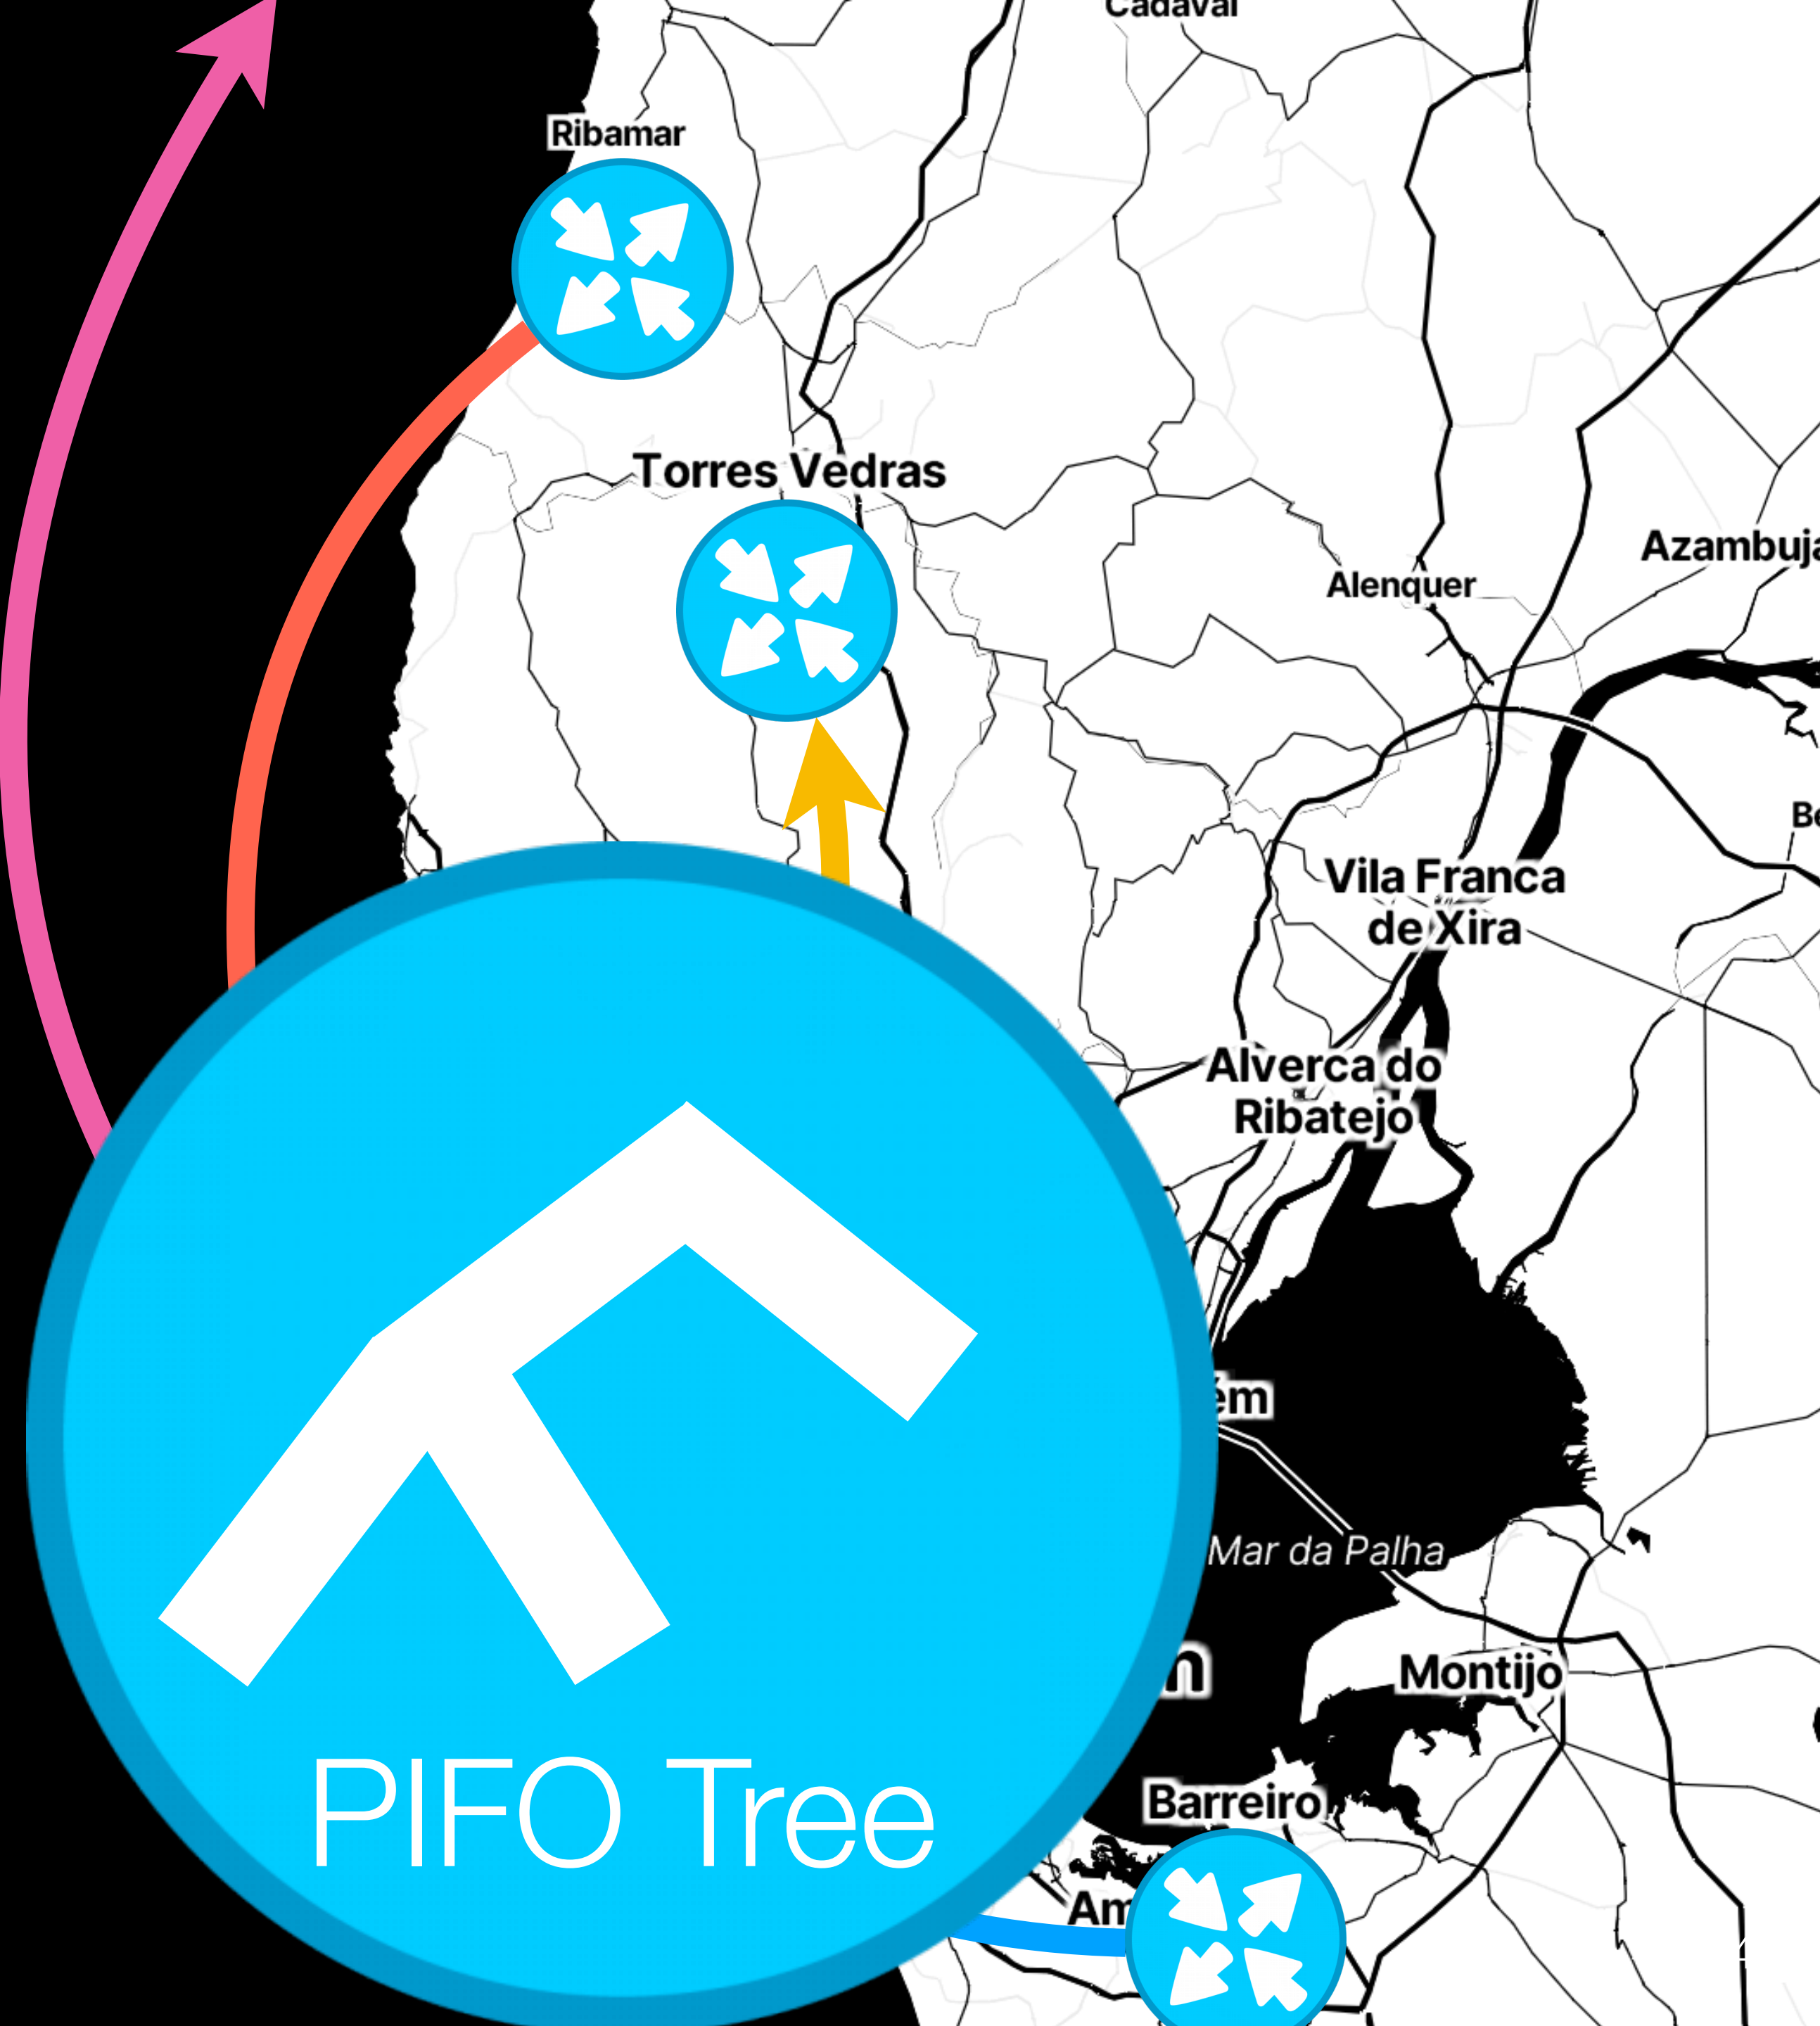 Cadaval
Ribamar
Torres Vedras
Azambuja
Alenquer
Vila Franca
de Xira
Alverca do
Ribatejo
Mar da Palha
Montijo
PIFO Tree
Barreiro